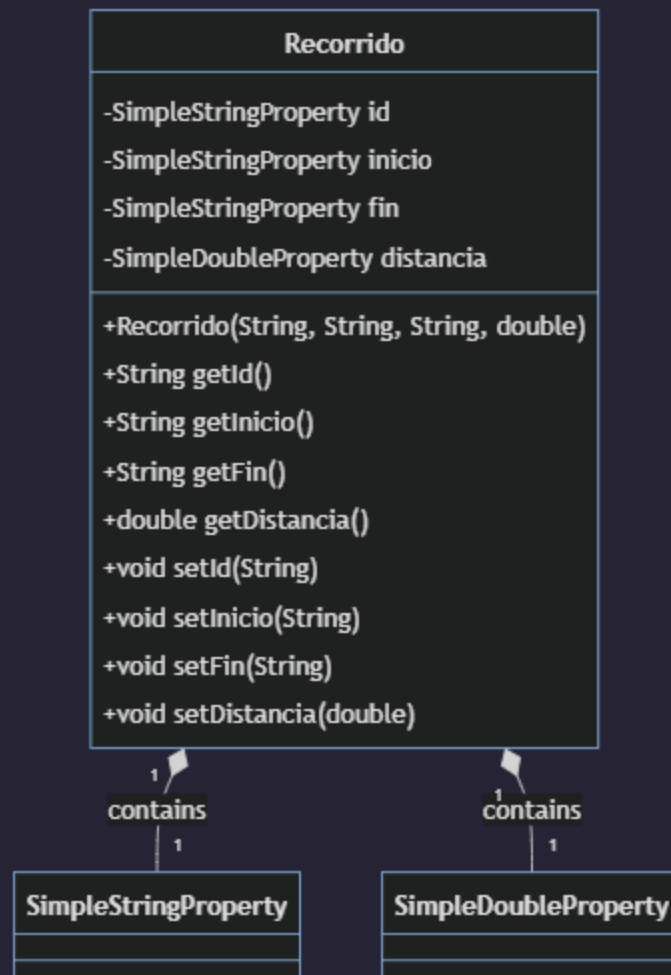 Recorrido
-SimpleStringProperty id
-SimpleStringProperty inicio
-SimpleStringProperty fin
-SimpleDoubleProperty distancia
+Recorrido(String, String, String, double)
+String getId()
+String getInicio()
+String getFin()
+double getDistancia()
+void setId(String)
+void setInicio(String)
+void setFin(String)
+void setDistancia(double)
1
1
contains
contains
1
1
SimpleStringProperty
SimpleDoubleProperty